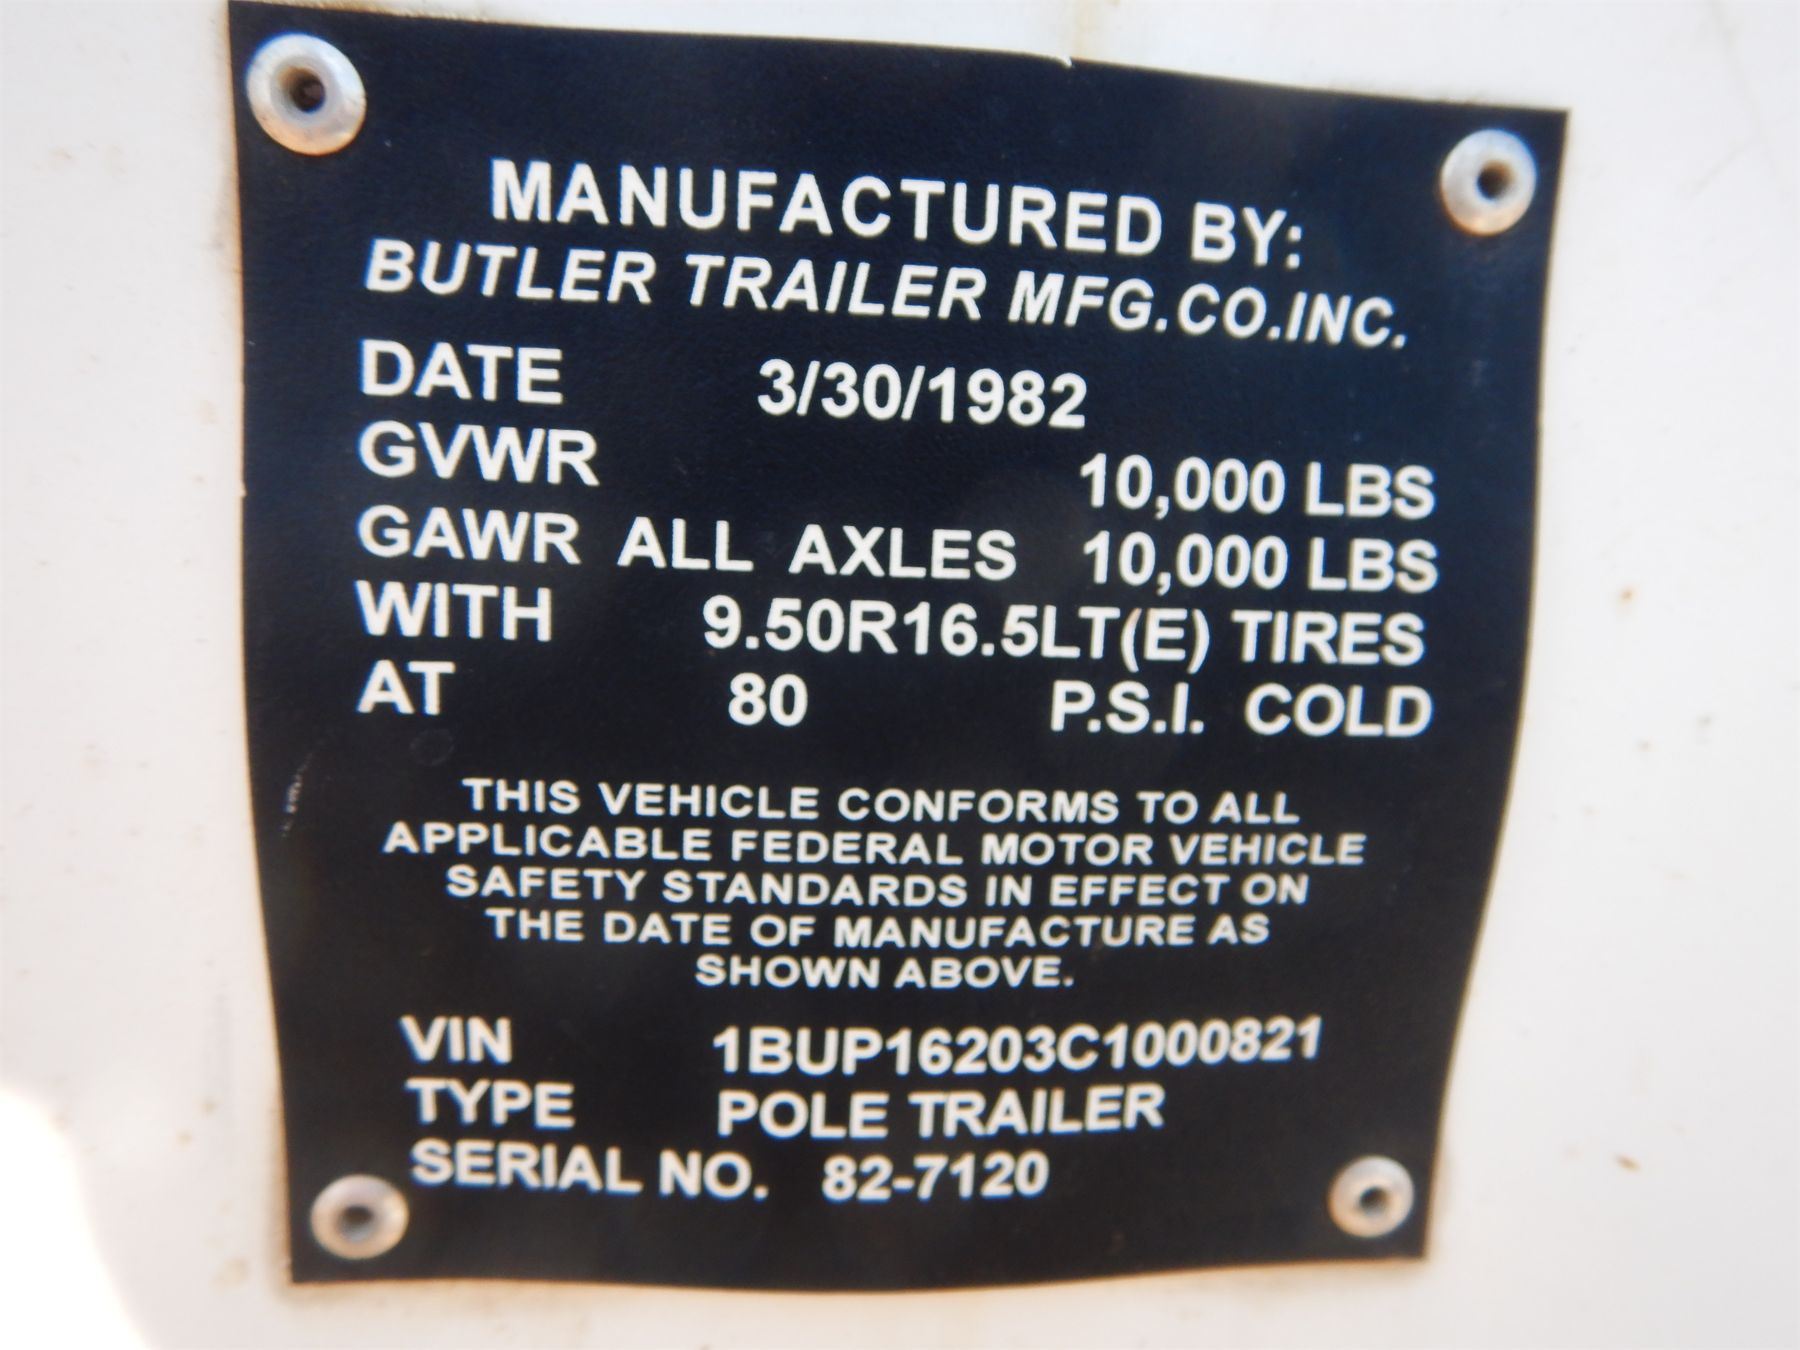 MANUFACTURED BY:
BUTLER TRAILER MFG.CO.INC.
DATE 3/30/1982
GVWR 10,000 LBS
GAWR ALL AXLES 10,000 LBS
WITH 9.50R16.5LT(E) TIRES
AT 80 P.S.I. COLD
THIS VEHICLE CONFORMS TO ALL
APPLICABLE FEDERAL MOTOR VEHICLE
SAFETY STANDARDS IN EFFECT ON
THE DATE OF MANUFACTURE AS
SHOWN ABOVE.
VIN 1BUP16203C1000821
TYPE POLE TRAILER
SERIAL NO. 82-7120